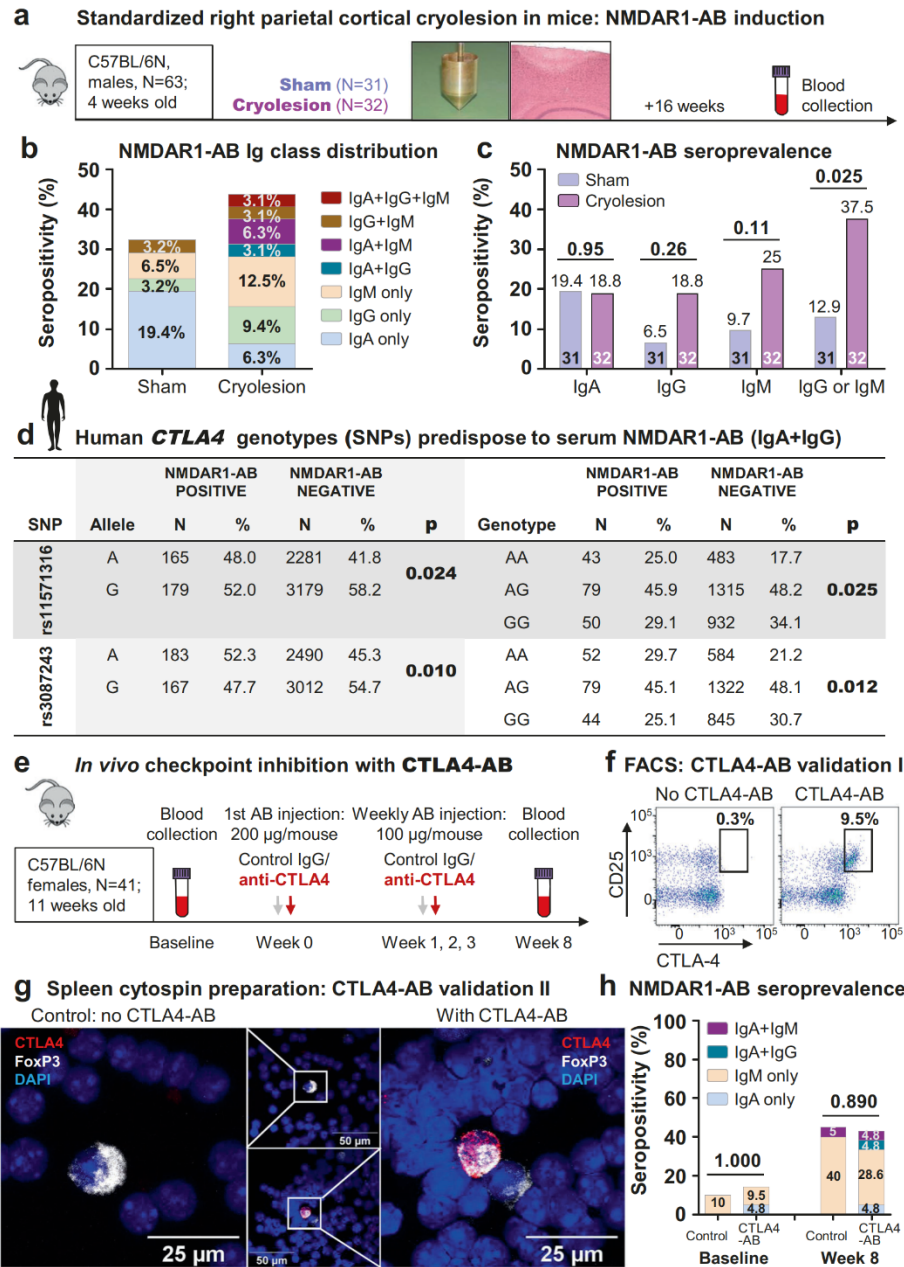 a Standardized right parietal cortical cryolesion in mice: NMDAR1-AB induction
C57BL/6N,
males, N=63;
4 weeks old
Sham (N=31)
Cryolesion (N=32)
+16 weeks
Blood
collection
b NMDAR1-AB Ig class distribution
Seropositivity (%)
50
40
30
20
10
0
3.2%
6.5%
3.2%
19.4%
3.1%
3.1%
6.3%
3.1%
12.5%
9.4%
6.3%
Sham Cryolesion
IgA+IgG+IgM
IgG+IgM
IgA+IgM
IgA+IgG
IgM only
IgG only
IgA only
c NMDAR1-AB seroprevalence
Seropositivity (%)
50
40
30
20
10
0
Sham
Cryolesion
0.95 0.26 0.11 0.025
19.4 18.8 6.5 18.8 9.7 25 12.9 37.5
31 32 31 32 31 32 31 32
IgA IgG IgM IgG or IgM
d Human CTLA4 genotypes (SNPs) predispose to serum NMDAR1-AB (IgA+IgG)
NMDAR1-AB NMDAR1-AB NMDAR1-AB NMDAR1-AB
POSITIVE NEGATIVE POSITIVE NEGATIVE
SNP Allele N % N % p Genotype N % N % p
rs11571316
A 165 48.0 2281 41.8 0.024 AA 43 25.0 483 17.7
G 179 52.0 3179 58.2 AG 79 45.9 1315 48.2 0.025
GG 50 29.1 932 34.1
rs3087243
A 183 52.3 2490 45.3 0.010 AA 52 29.7 584 21.2
G 167 47.7 3012 54.7 AG 79 45.1 1322 48.1 0.012
GG 44 25.1 845 30.7
e In vivo checkpoint inhibition with CTLA4-AB
C57BL/6N
females, N=41;
11 weeks old
Blood
collection
1st AB injection:
200 µg/mouse
Control IgG/
anti-CTLA4
Weekly AB injection:
100 µg/mouse
Control IgG/
anti-CTLA4
Blood
collection
Baseline Week 0 Week 1, 2, 3 Week 8
f FACS: CTLA4-AB validation I
No CTLA4-AB CTLA4-AB
0.3% 9.5%
CD25
10⁵
10³
0
0 10³ 10⁵ 0 10³ 10⁵
CTLA-4
g Spleen cytospin preparation: CTLA4-AB validation II
Control: no CTLA4-AB With CTLA4-AB
CTLA4
FoxP3
DAPI
25 µm
50 µm
50 µm
CTLA4
FoxP3
DAPI
25 µm
h NMDAR1-AB seroprevalence
Seropositivity (%)
100
80
60
40
20
0
IgA+IgM
IgA+IgG
IgM only
IgA only
1.000 0.890
10
9.5
4.8
5
40
4.8
4.8
28.6
4.8
Control CTLA4
-AB
Control CTLA4
-AB
Baseline Week 8